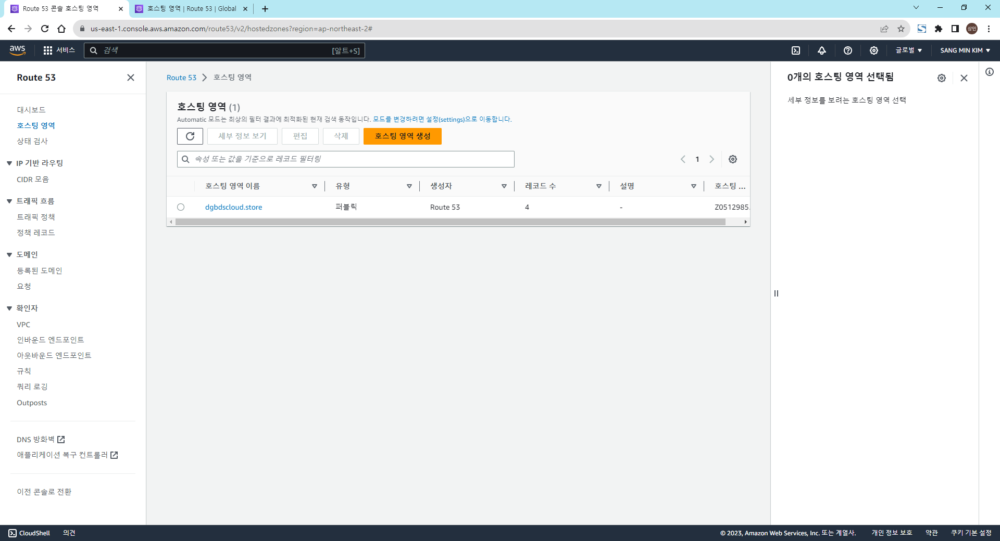 Route 53 콘솔 호스팅 영역
호스팅 영역 | Route 53 | Global
us-east-1.console.aws.amazon.com/route53/v2/hostedzones?region=ap-northeast-2#
상민
aws
서비스
검색
[알트+S]
글로벌
SANG MIN KIM
Route 53
대시보드
호스팅 영역
상태 검사
IP 기반 라우팅
CIDR 모음
트래픽 흐름
트래픽 정책
정책 레코드
도메인
등록된 도메인
요청
확인자
VPC
인바운드 엔드포인트
아웃바운드 엔드포인트
규칙
쿼리 로깅
Outposts
DNS 방화벽
애플리케이션 복구 컨트롤러
이전 콘솔로 전환
Route 53 호스팅 영역
호스팅 영역 (1)
Automatic 모드는 최상의 필터 결과에 최적화된 현재 검색 동작입니다. 모드를 변경하려면 설정(settings)으로 이동합니다.
세부 정보 보기 편집 삭제 호스팅 영역 생성
속성 또는 값을 기준으로 레코드 필터링
1
호스팅 영역 이름 유형 생성자 레코드 수 설명 호스팅 ...
dgbdscloud.store 퍼블릭 Route 53 4 - Z0512985
0개의 호스팅 영역 선택됨
세부 정보를 보려는 호스팅 영역 선택
CloudShell 의견
© 2023, Amazon Web Services, Inc. 또는 계열사. 개인 정보 보호 약관 쿠키 기본 설정